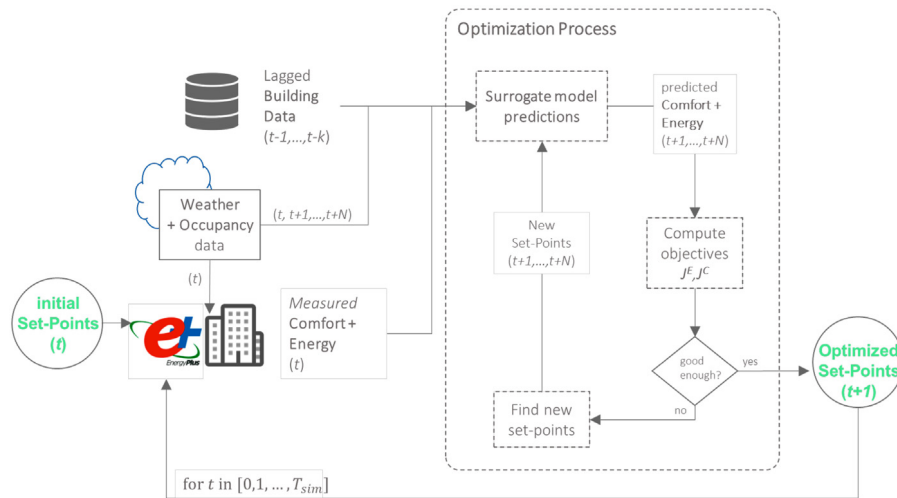 Optimization Process
Lagged
Building
Data
(t-1,...,t-k)
Surrogate model
predictions
predicted
Comfort +
Energy
(t+1,...,t+N)
Weather
+ Occupancy
data
(t, t+1,...,t+N)
New
Set-Points
(t+1,...,t+N)
Compute
objectives
J^E, J^C
(t)
initial
Set-Points
(t)
e+
EnergyPlus
Measured
Comfort +
Energy
(t)
good
enough?
yes
no
Optimized
Set-Points
(t+1)
Find new
set-points
for t in [0,1, ... , T_sim]